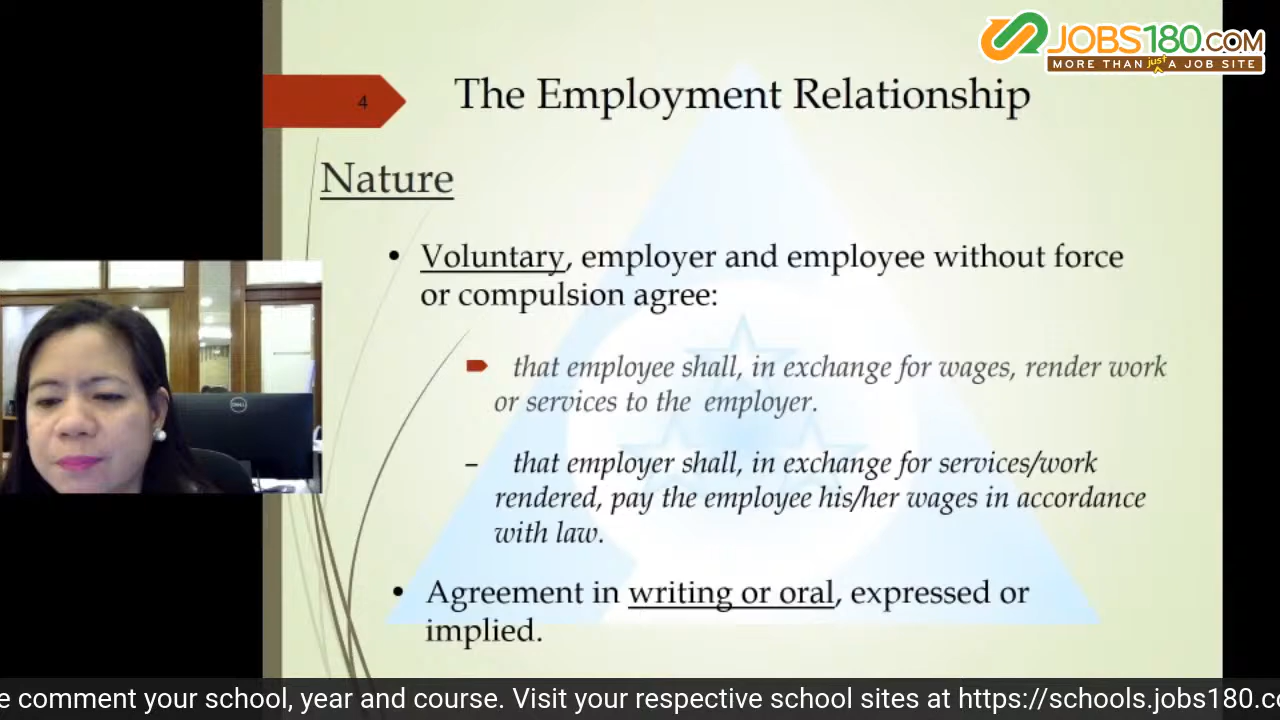 JOBS180.COM
MORE THAN just A JOB SITE
4
The Employment Relationship
Nature
• Voluntary, employer and employee without force
or compulsion agree:
that employee shall, in exchange for wages, render work
or services to the employer.
– that employer shall, in exchange for services/work
rendered, pay the employee his/her wages in accordance
with law.
• Agreement in writing or oral, expressed or
implied.
DELL
e comment your school, year and course. Visit your respective school sites at https://schools.jobs180.c